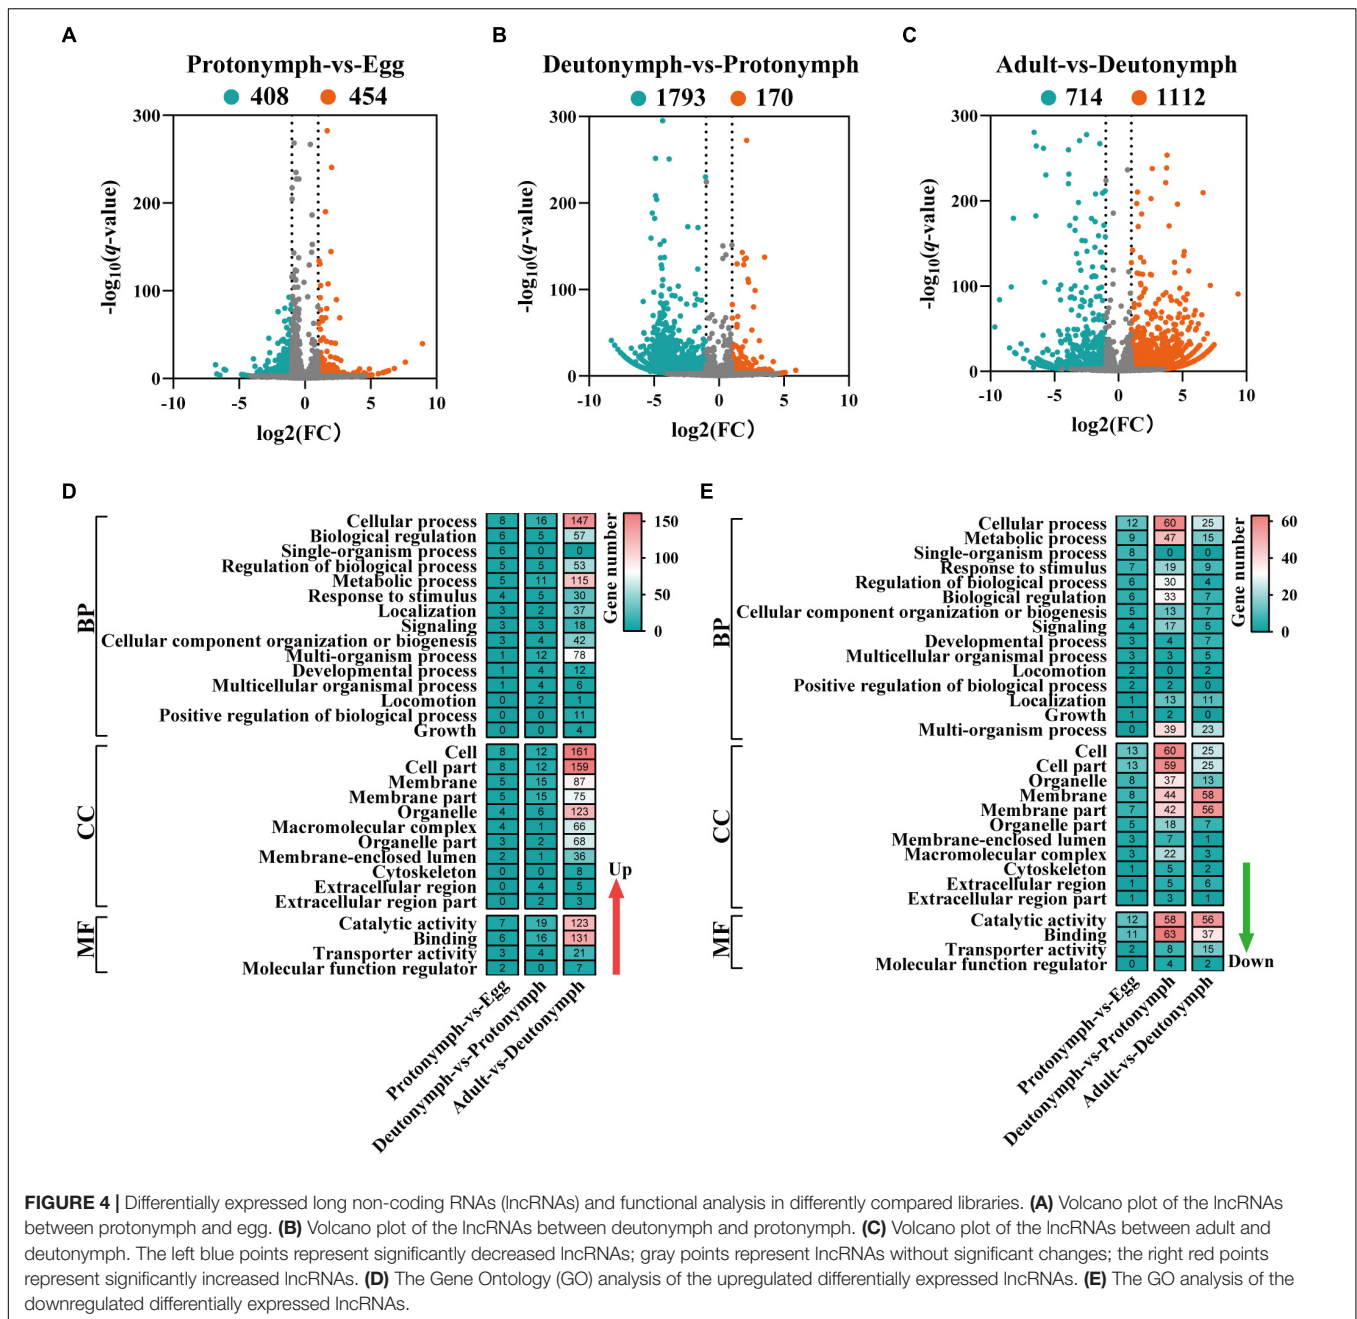 A
Protonymph-vs-Egg
408 454
300
200
100
0
-10 -5 0 5 10
-log10(q-value)
log2(FC)
B
Deutonymph-vs-Protonymph
1793 170
300
200
100
0
-10 -5 0 5 10
-log10(q-value)
log2(FC)
C
Adult-vs-Deutonymph
714 1112
300
200
100
0
-10 -5 0 5 10
-log10(q-value)
log2(FC)
D
BP
Cellular process 8 16 147
Biological regulation 6 5 57
Single-organism process 6 0 0
Regulation of biological process 5 5 53
Metabolic process 5 11 115
Response to stimulus 4 5 30
Localization 3 2 37
Signaling 3 3 18
Cellular component organization or biogenesis 3 4 42
Multi-organism process 1 12 78
Developmental process 1 4 12
Multicellular organismal process 1 4 6
Locomotion 0 2 1
Positive regulation of biological process 0 0 11
Growth 0 0 4
CC
Cell 8 12 161
Cell part 8 12 159
Membrane 5 15 87
Membrane part 5 15 75
Organelle 4 6 123
Macromolecular complex 4 1 66
Organelle part 3 2 68
Membrane-enclosed lumen 2 1 36
Cytoskeleton 0 0 8
Extracellular region 0 4 5
Extracellular region part 0 2 3
MF
Catalytic activity 7 19 123
Binding 6 16 131
Transporter activity 3 4 21
Molecular function regulator 2 0 7
Protonymph-vs-Egg
Deutonymph-vs-Protonymph
Adult-vs-Deutonymph
Gene number
150
100
50
0
Up
E
BP
Cellular process 12 60 25
Metabolic process 9 47 15
Single-organism process 8 0 0
Response to stimulus 7 19 9
Regulation of biological process 6 30 4
Biological regulation 6 33 7
Cellular component organization or biogenesis 5 13 7
Signaling 4 17 5
Developmental process 3 4 7
Multicellular organismal process 3 3 5
Locomotion 2 0 2
Positive regulation of biological process 2 2 0
Localization 1 13 11
Growth 1 2 0
Multi-organism process 0 39 23
CC
Cell 13 60 25
Cell part 13 59 25
Organelle 8 37 13
Membrane 8 44 58
Membrane part 7 42 56
Organelle part 5 18 7
Membrane-enclosed lumen 3 7 1
Macromolecular complex 3 22 3
Cytoskeleton 1 5 2
Extracellular region 1 5 6
Extracellular region part 1 3 1
MF
Catalytic activity 12 58 56
Binding 11 63 37
Transporter activity 2 8 15
Molecular function regulator 0 4 2
Protonymph-vs-Egg
Deutonymph-vs-Protonymph
Adult-vs-Deutonymph
Gene number
60
40
20
0
Down
FIGURE 4 | Differentially expressed long non-coding RNAs (lncRNAs) and functional analysis in differently compared libraries. (A) Volcano plot of the lncRNAs
between protonymph and egg. (B) Volcano plot of the lncRNAs between deutonymph and protonymph. (C) Volcano plot of the lncRNAs between adult and
deutonymph. The left blue points represent significantly decreased lncRNAs; gray points represent lncRNAs without significant changes; the right red points
represent significantly increased lncRNAs. (D) The Gene Ontology (GO) analysis of the upregulated differentially expressed lncRNAs. (E) The GO analysis of the
downregulated differentially expressed lncRNAs.